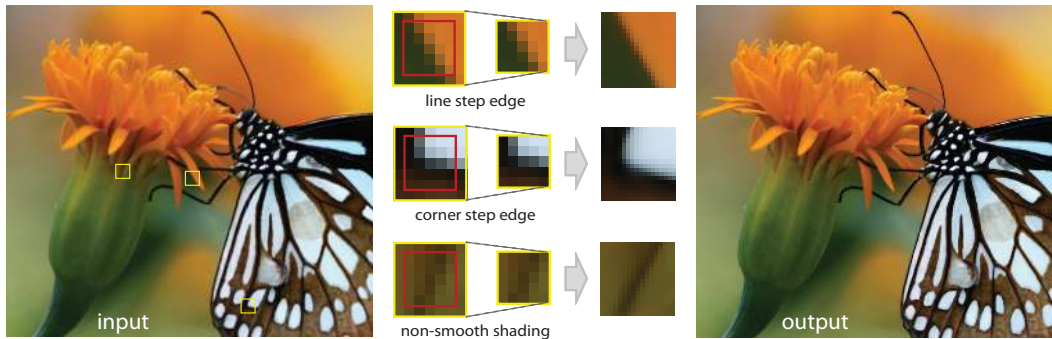 input
line step edge
corner step edge
non-smooth shading
output